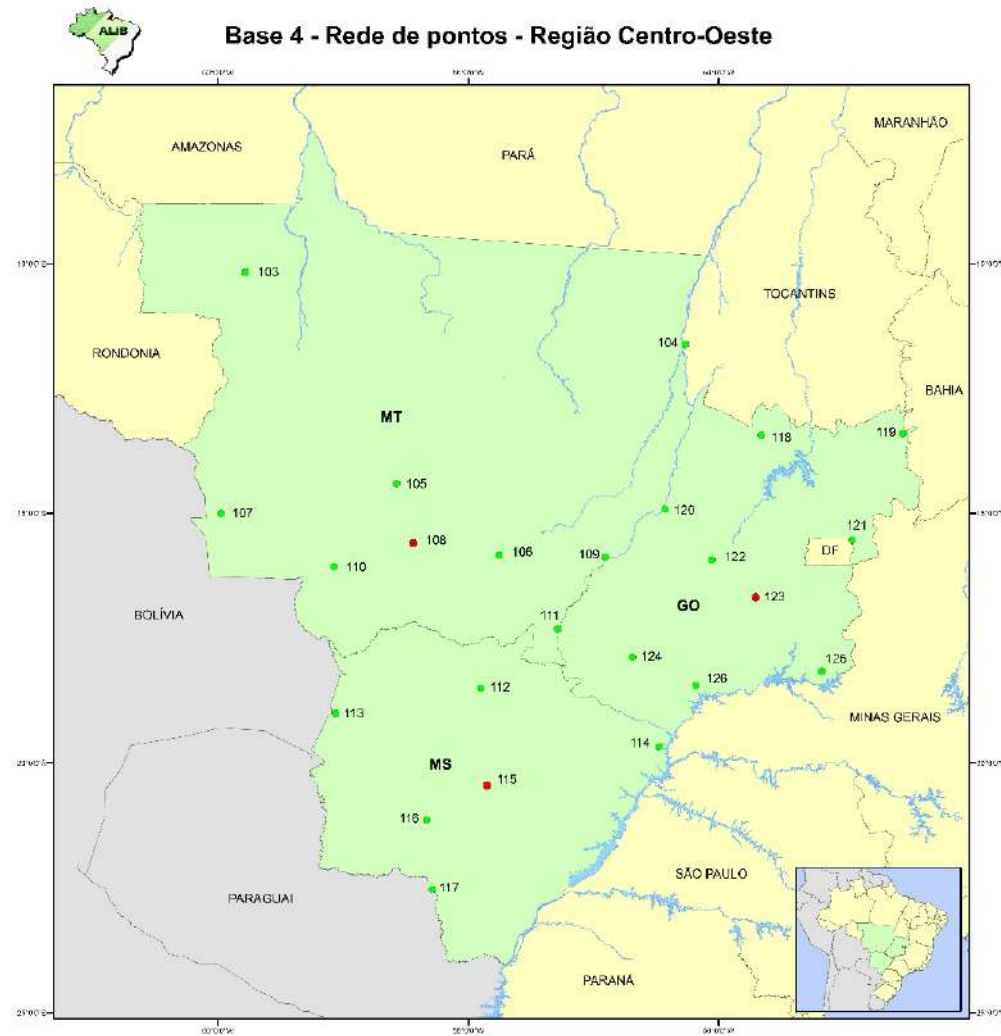 ALIB
Base 4 - Rede de pontos - Região Centro-Oeste
MARANHÃO
AMAZONAS
PARÁ
103
TOCANTINS
104
RONDONIA
BAHIA
MT
118
119
105
107
120
108
121
106
109
DF
122
110
123
BOLÍVIA
GO
111
124
125
112
126
113
MINAS GERAIS
114
MS
115
116
SÃO PAULO
117
PARAGUAI
PARANÁ